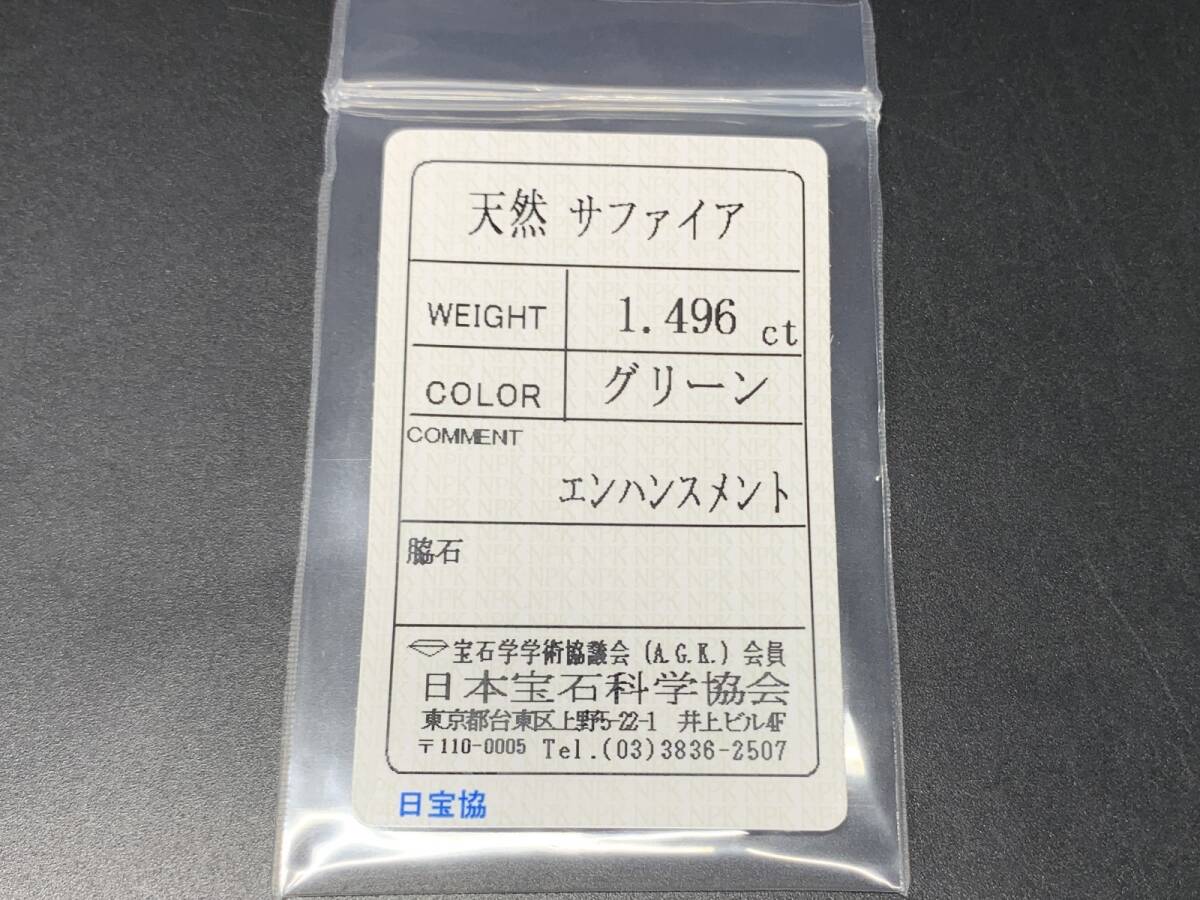 天然 サファイア
WEIGHT 1.496 ct
COLOR グリーン
COMMENT
エンハンスメント
脇石
宝石学学術協議会 (A.G.K.) 会員
日本宝石科学協会
東京都台東区上野5-22-1 井上ビル4F
〒110-0005 Tel.(03)3836-2507
日宝協